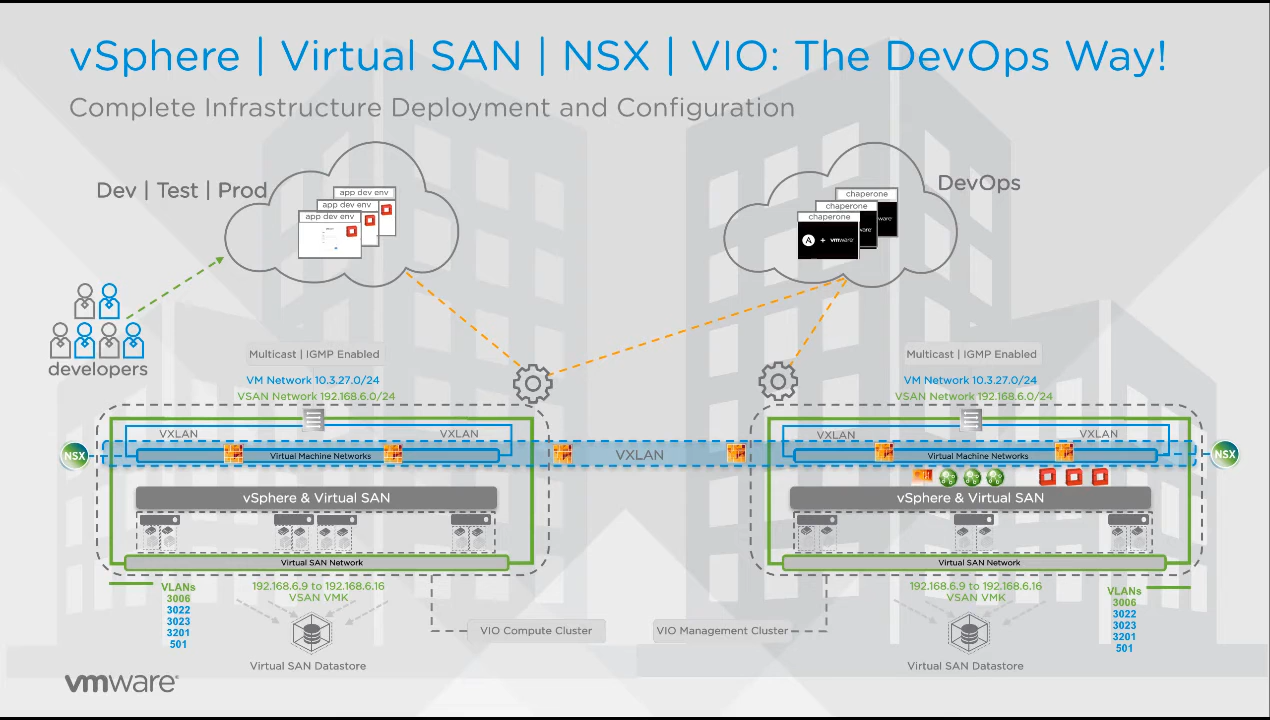 vSphere | Virtual SAN | NSX | VIO: The DevOps Way!
Complete Infrastructure Deployment and Configuration
Dev | Test | Prod
app dev env
app dev env
app dev env
DevOps
chaperone
chaperone
chaperone
A + vmware
developers
Multicast | IGMP Enabled
VM Network 10.3.27.0/24
VSAN Network 192.168.6.0/24
Multicast | IGMP Enabled
VM Network 10.3.27.0/24
VSAN Network 192.168.6.0/24
NSX
VXLAN
VXLAN
Virtual Machine Networks
VXLAN
VXLAN
VXLAN
Virtual Machine Networks
NSX
vSphere & Virtual SAN
vSphere & Virtual SAN
Virtual SAN Network
Virtual SAN Network
VLANs
3006
3022
3023
3201
501
192.168.6.9 to 192.168.6.16
VSAN VMK
Virtual SAN Datastore
VIO Compute Cluster
VIO Management Cluster
192.168.6.9 to 192.168.6.16
VSAN VMK
Virtual SAN Datastore
VLANs
3006
3022
3023
3201
501
vmware